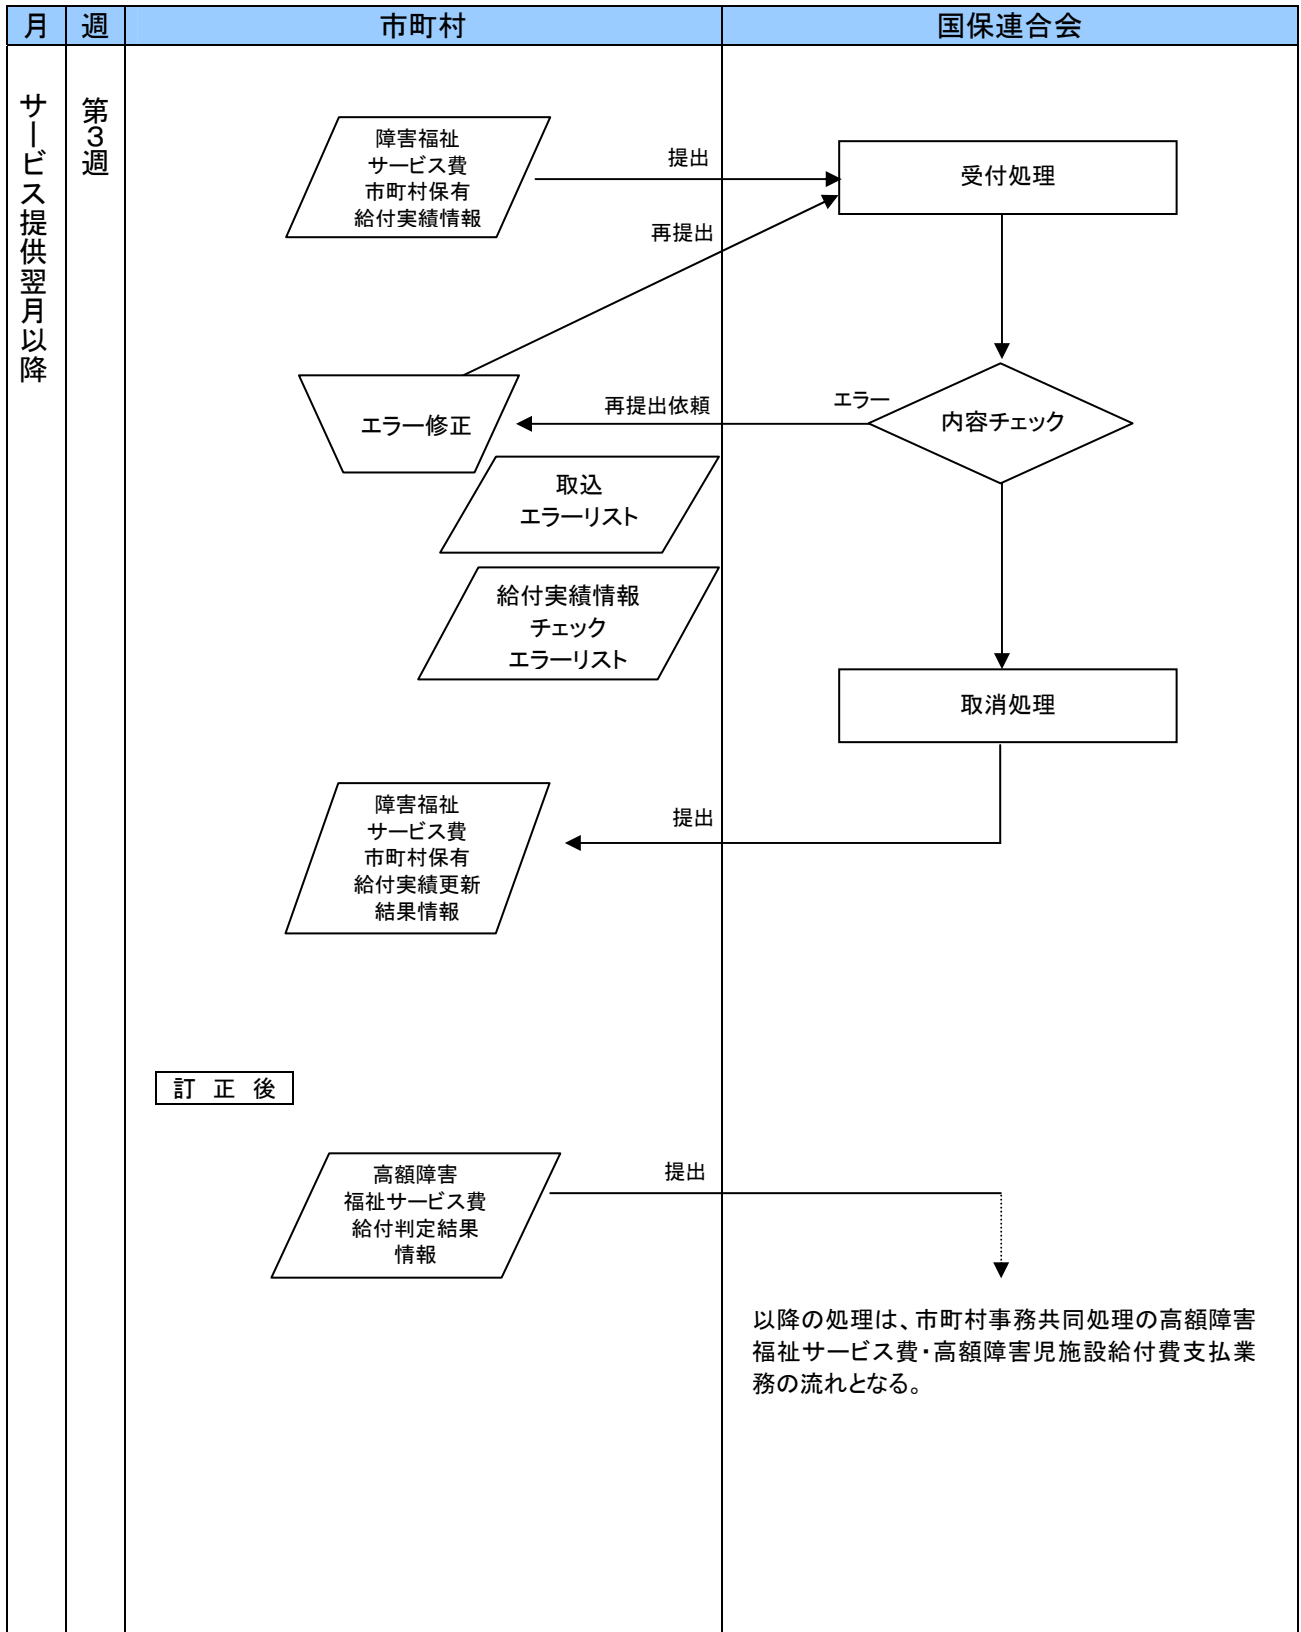 月 週 市町村 国保連合会
サービス提供翌月以降
第3週
障害福祉
サービス費
市町村保有
給付実績情報
提出
受付処理
再提出
エラー修正
再提出依頼
エラー
内容チェック
取込
エラーリスト
給付実績情報
チェック
エラーリスト
取消処理
障害福祉
サービス費
市町村保有
給付実績更新
結果情報
提出
訂 正 後
高額障害
福祉サービス費
給付判定結果
情報
提出
以降の処理は、市町村事務共同処理の高額障害
福祉サービス費・高額障害児施設給付費支払業
務の流れとなる。